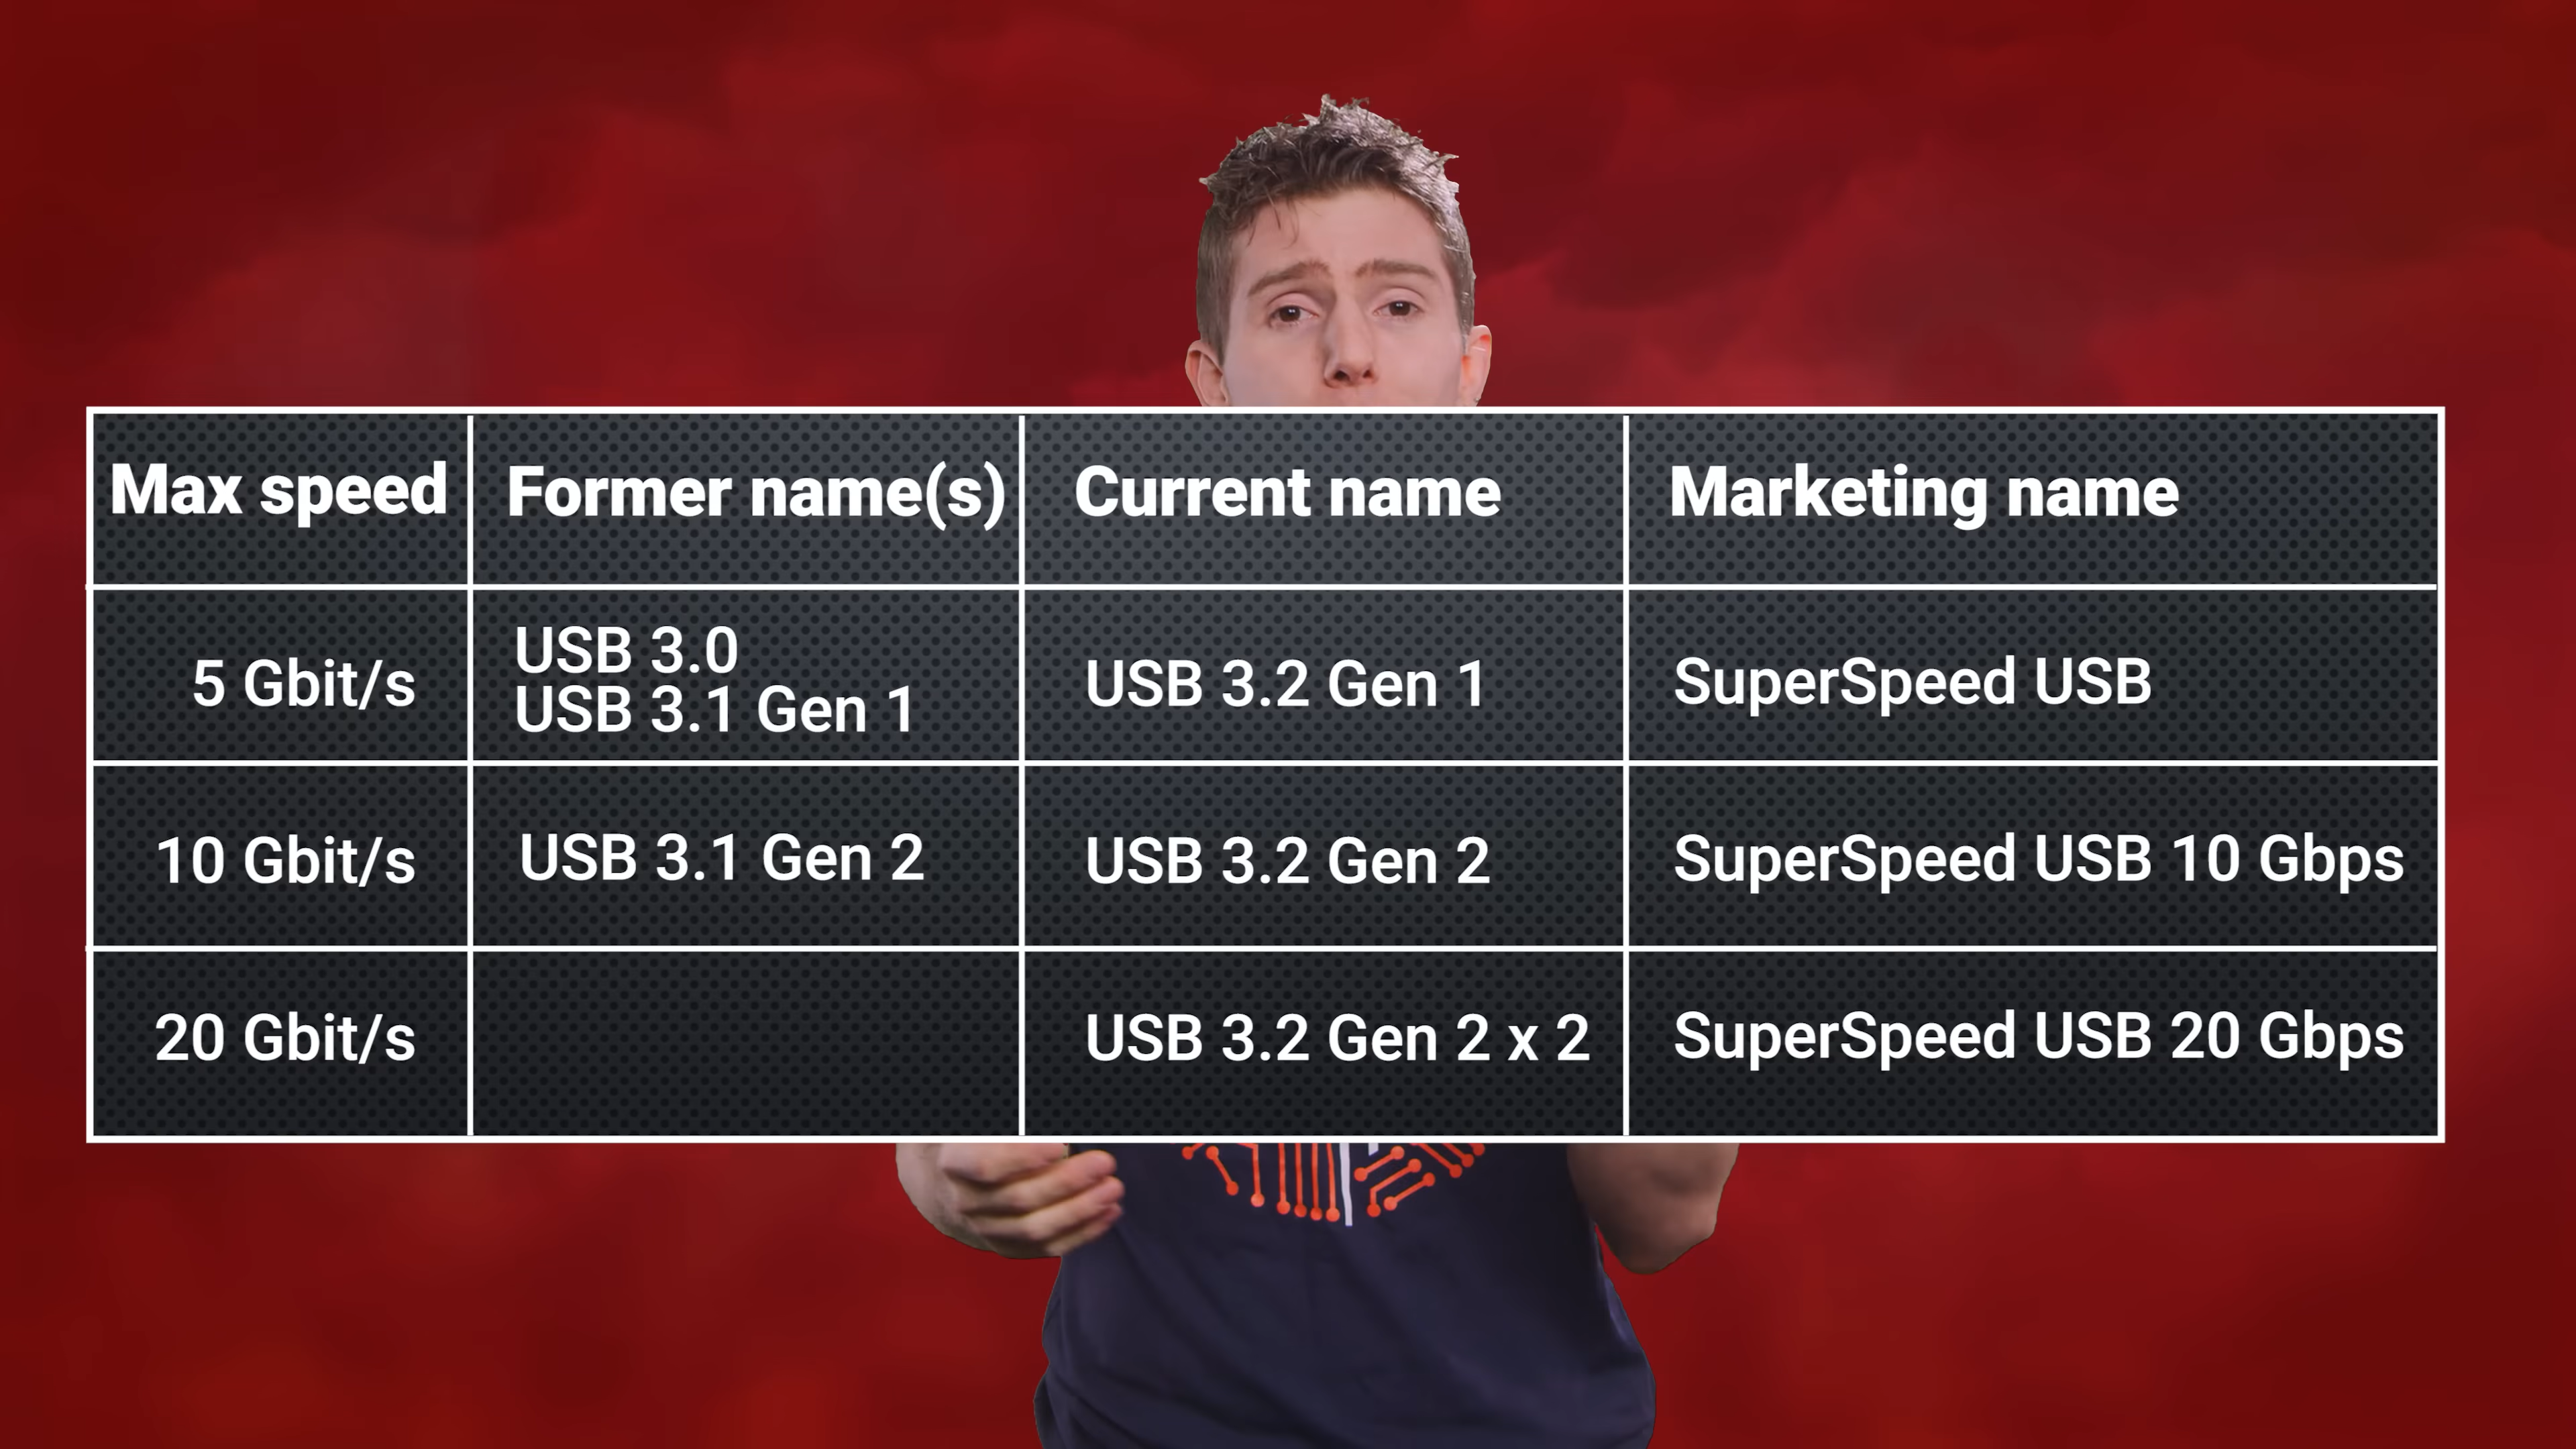 Max speed Former name(s) Current name Marketing name
5 Gbit/s USB 3.0 USB 3.1 Gen 1 USB 3.2 Gen 1 SuperSpeed USB
10 Gbit/s USB 3.1 Gen 2 USB 3.2 Gen 2 SuperSpeed USB 10 Gbps
20 Gbit/s USB 3.2 Gen 2 x 2 SuperSpeed USB 20 Gbps